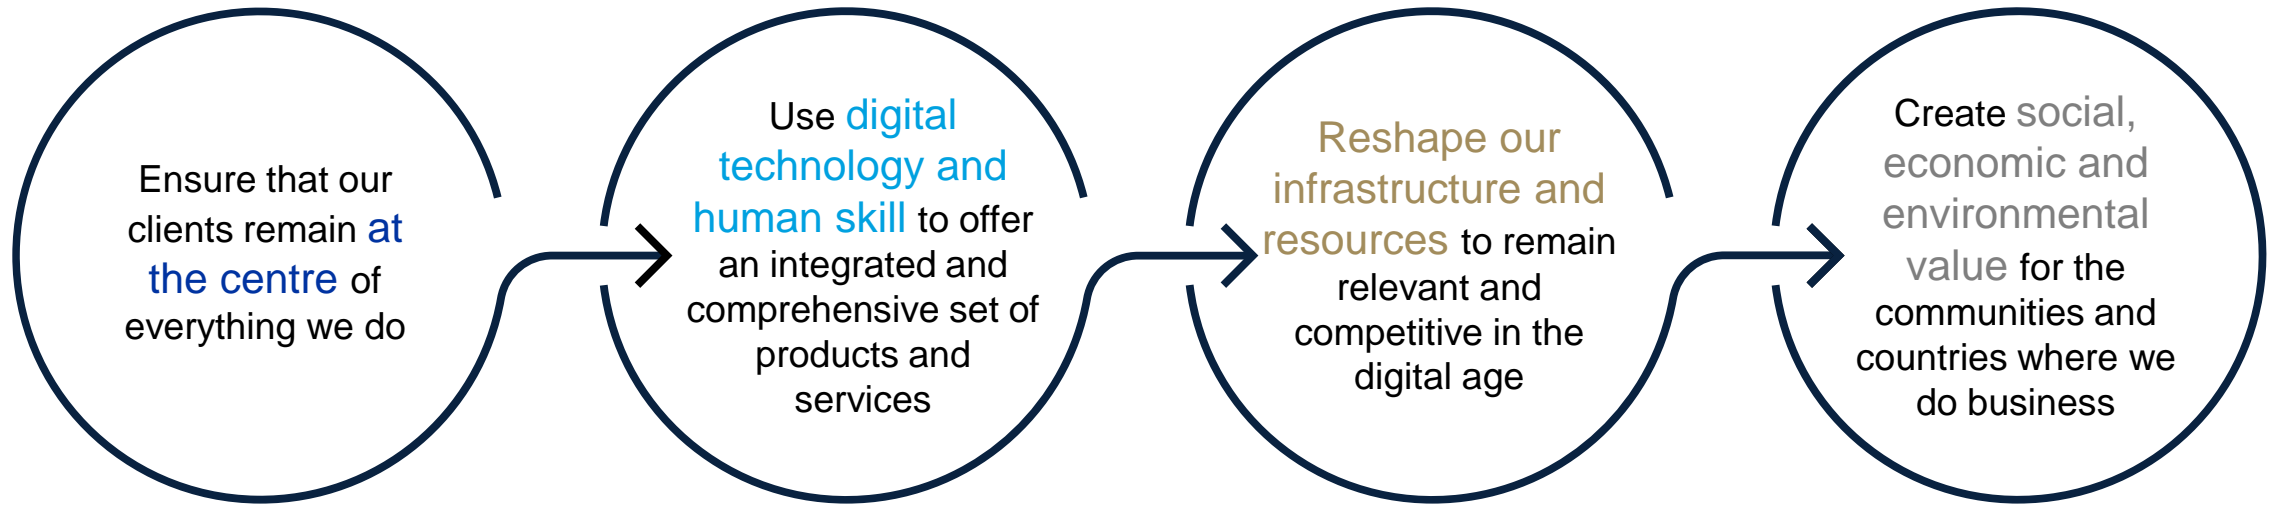 Ensure that our
clients remain at
the centre of
everything we do
Use digital
technology and
human skill to offer
an integrated and
comprehensive set of
products and
services
Reshape our
infrastructure and
resources to remain
relevant and
competitive in the
digital age
Create social,
economic and
environmental
value for the
communities and
countries where we
do business